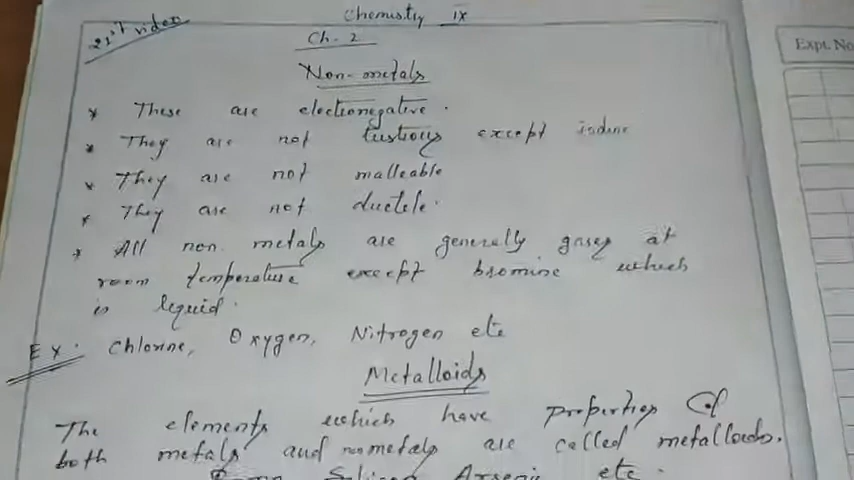 Chemistry IX
21st video
Ch. 2
Non-metals
* These are electronegative.
* They are not lustrous except iodine
* They are not malleable
* They are not ductele.
* All non. metals are generally gases at
room temperature except bromine which
is liquid.
Ex. Chlorine, Oxygen, Nitrogen etc
Metalloids
The elements which have properties of
both metals and nonmetals are called metalloids.
Silicon Arsenic etc.
Expt. No